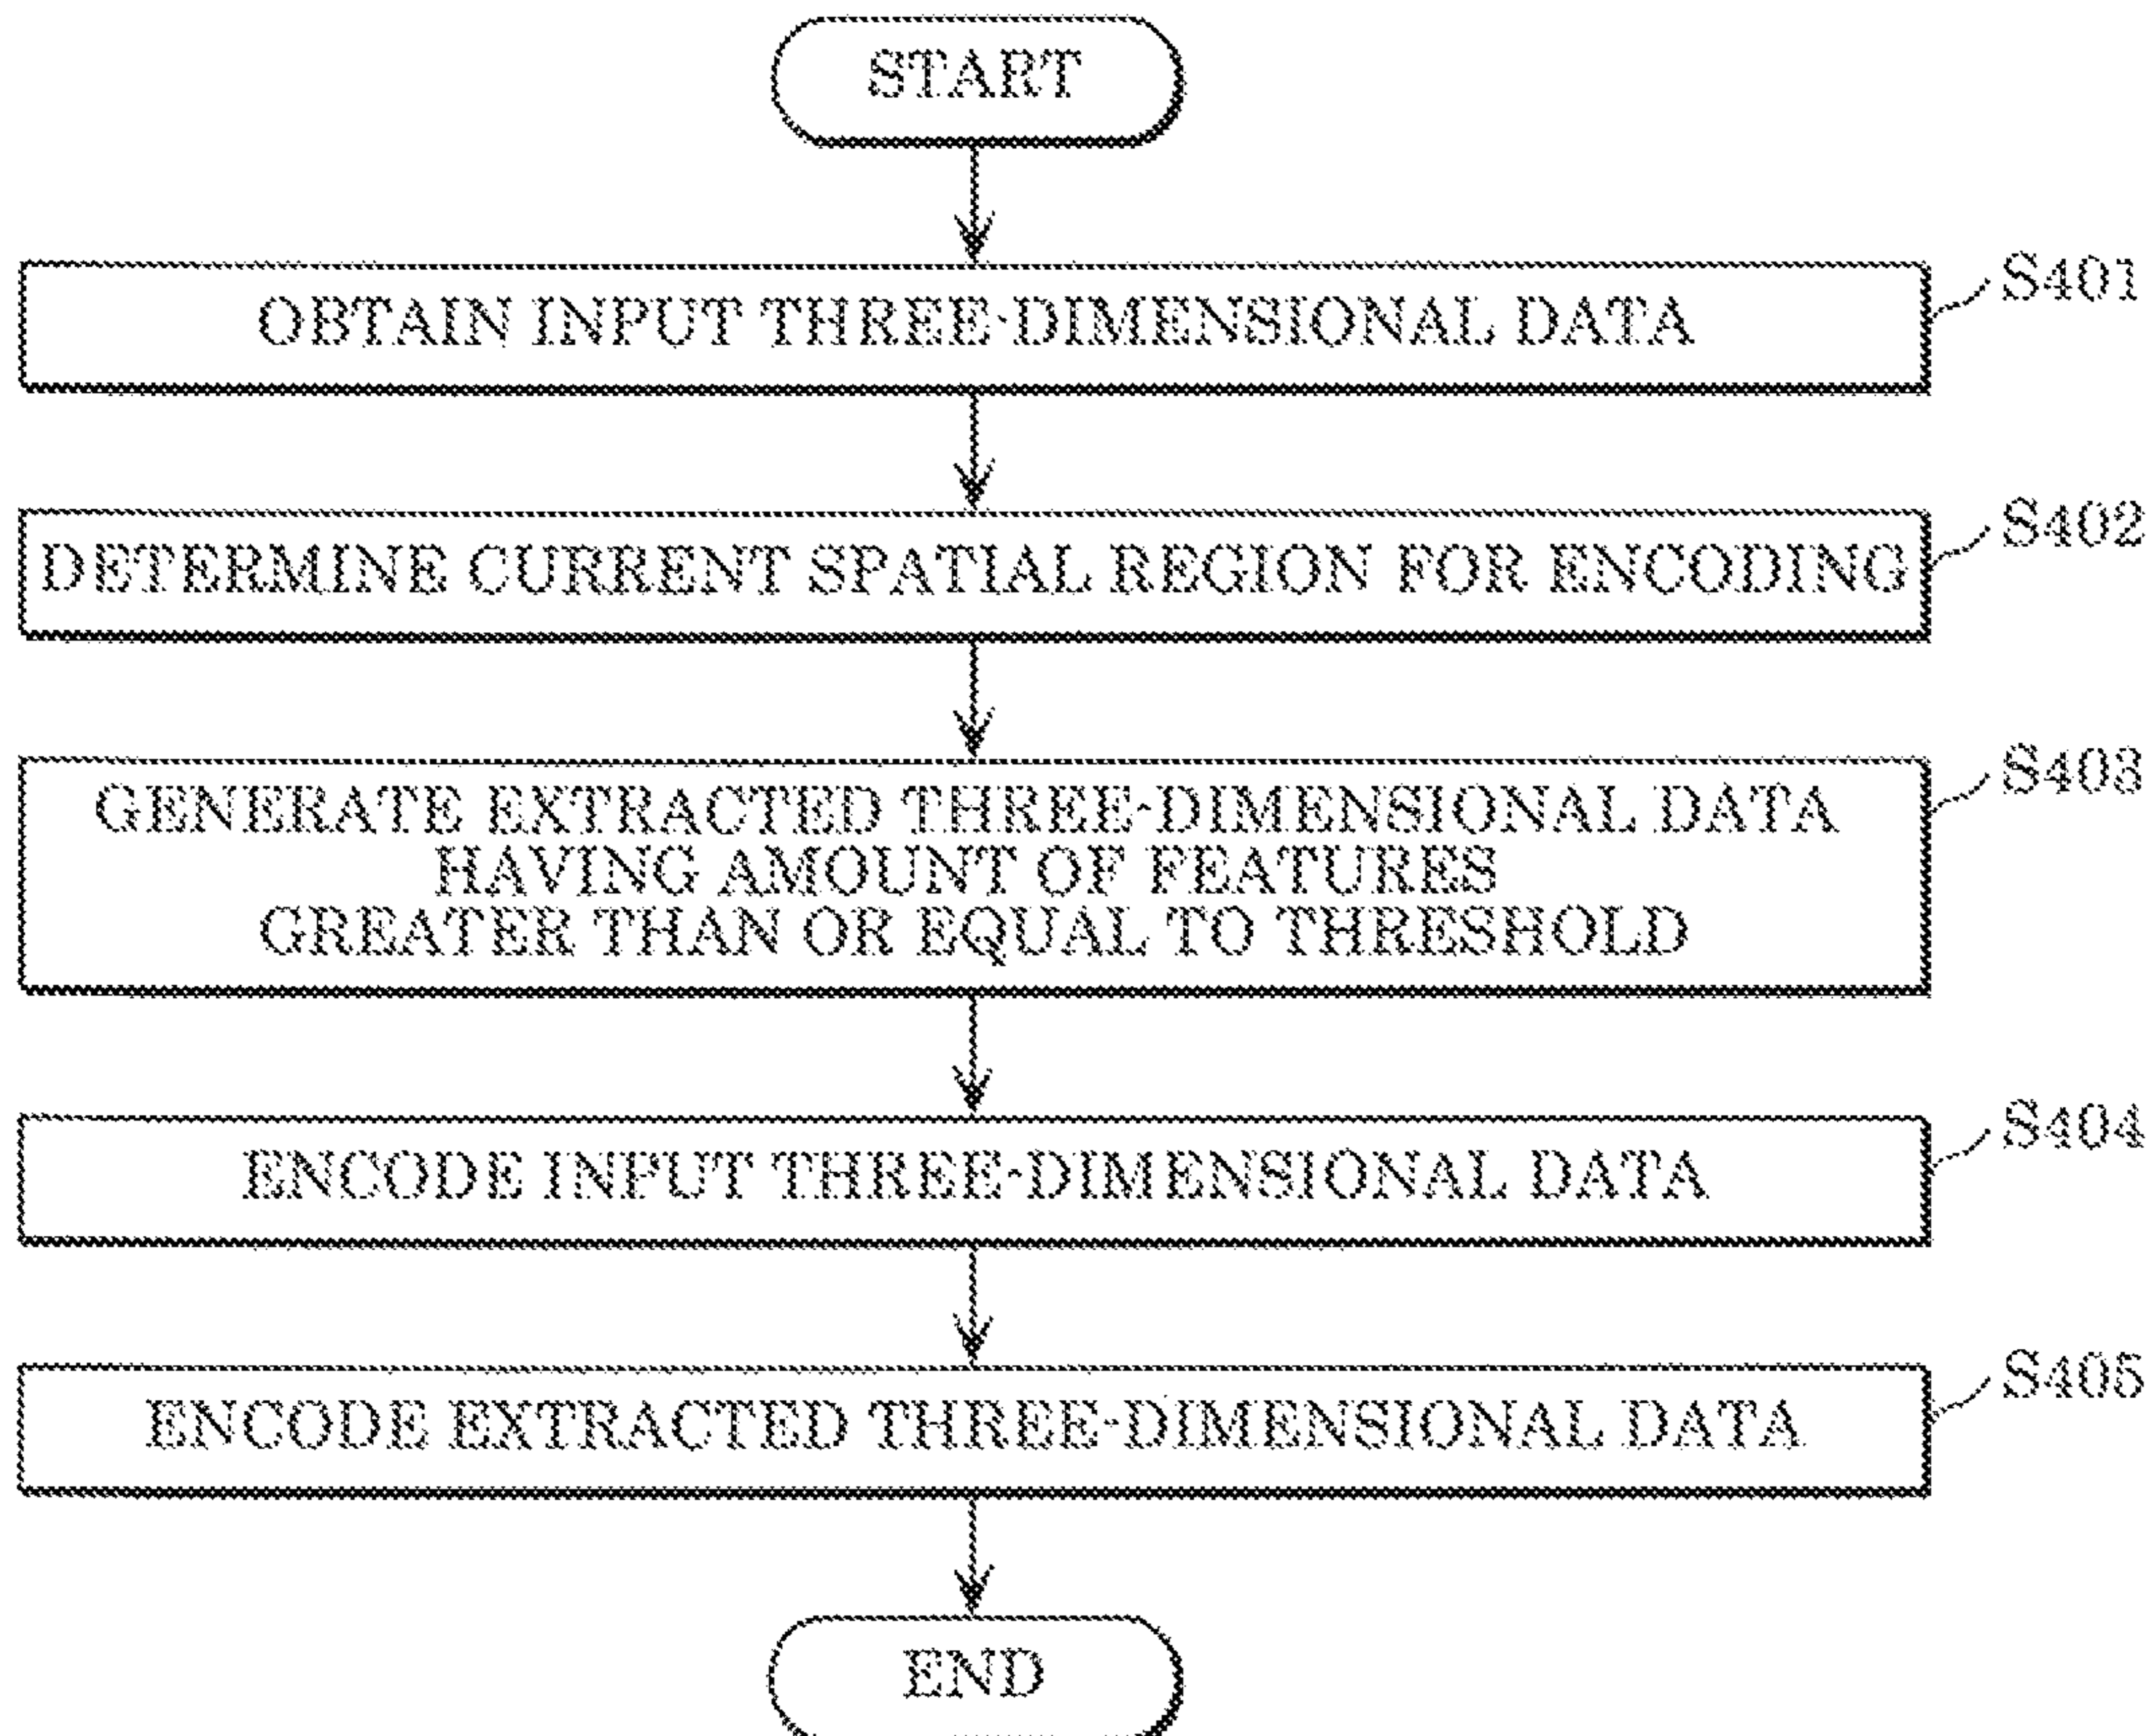 START
OBTAIN INPUT THREE-DIMENSIONAL DATA
S401
DETERMINE CURRENT SPATIAL REGION FOR ENCODING
S402
GENERATE EXTRACTED THREE-DIMENSIONAL DATA
HAVING AMOUNT OF FEATURES
GREATER THAN OR EQUAL TO THRESHOLD
S403
ENCODE INPUT THREE-DIMENSIONAL DATA
S404
ENCODE EXTRACTED THREE-DIMENSIONAL DATA
S405
END